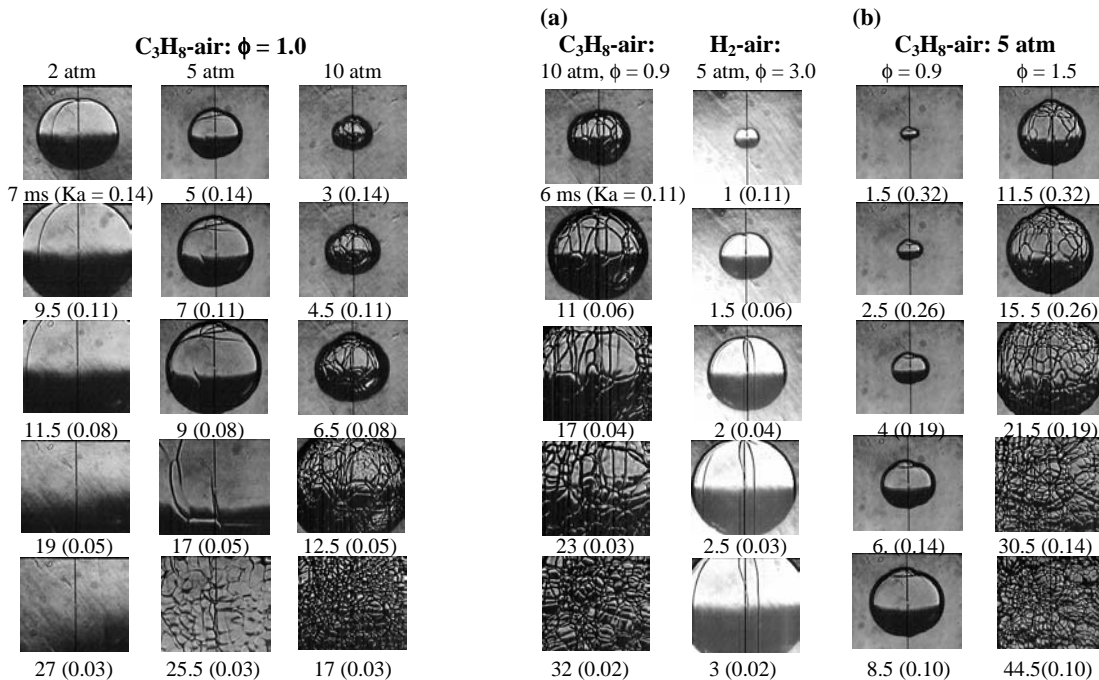 C₃H₈-air: ϕ = 1.0
2 atm 5 atm 10 atm
7 ms (Ka = 0.14) 5 (0.14) 3 (0.14)
9.5 (0.11) 7 (0.11) 4.5 (0.11)
11.5 (0.08) 9 (0.08) 6.5 (0.08)
19 (0.05) 17 (0.05) 12.5 (0.05)
27 (0.03) 25.5 (0.03) 17 (0.03)
(a)
C₃H₈-air: H₂-air:
10 atm, ϕ = 0.9 5 atm, ϕ = 3.0
6 ms (Ka = 0.11) 1 (0.11)
11 (0.06) 1.5 (0.06)
17 (0.04) 2 (0.04)
23 (0.03) 2.5 (0.03)
32 (0.02) 3 (0.02)
(b)
C₃H₈-air: 5 atm
ϕ = 0.9 ϕ = 1.5
1.5 (0.32) 11.5 (0.32)
2.5 (0.26) 15. 5 (0.26)
4 (0.19) 21.5 (0.19)
6. (0.14) 30.5 (0.14)
8.5 (0.10) 44.5(0.10)